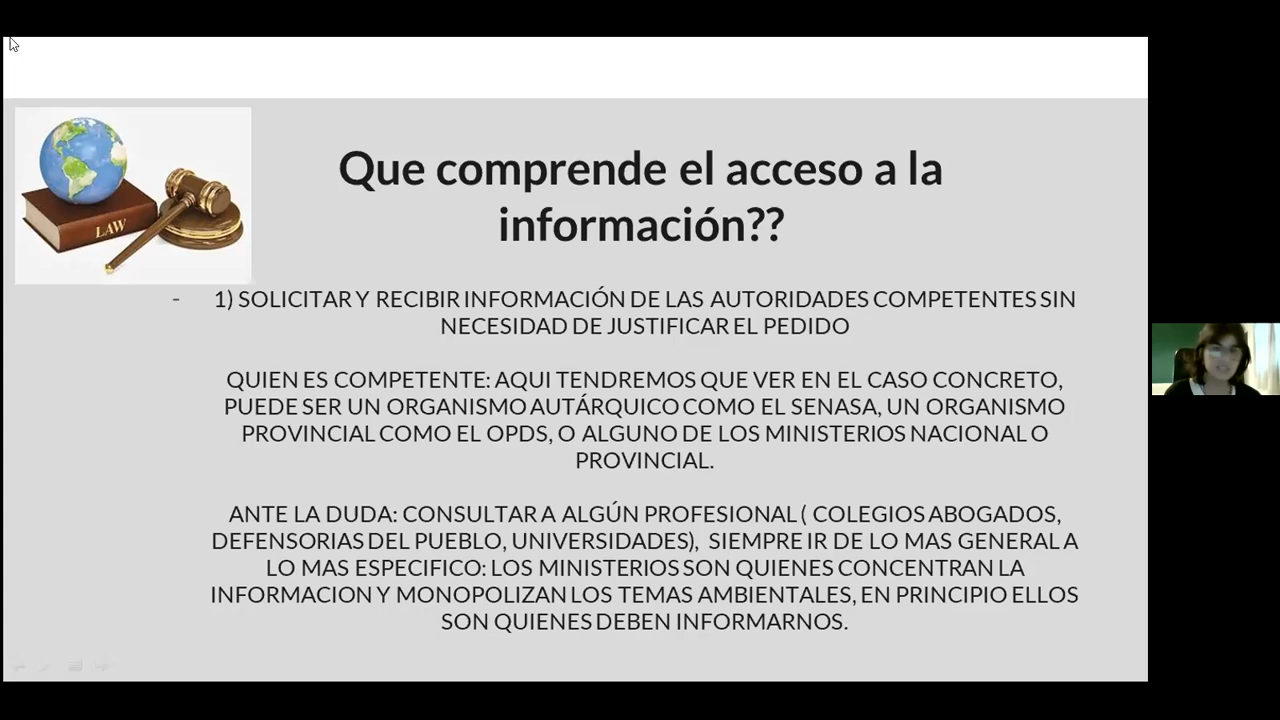 LAW
Que comprende el acceso a la
información??
- 1) SOLICITAR Y RECIBIR INFORMACIÓN DE LAS AUTORIDADES COMPETENTES SIN
NECESIDAD DE JUSTIFICAR EL PEDIDO
QUIEN ES COMPETENTE: AQUI TENDREMOS QUE VER EN EL CASO CONCRETO,
PUEDE SER UN ORGANISMO AUTÁRQUICO COMO EL SENASA, UN ORGANISMO
PROVINCIAL COMO EL OPDS, O ALGUNO DE LOS MINISTERIOS NACIONAL O
PROVINCIAL.
ANTE LA DUDA: CONSULTAR A ALGÚN PROFESIONAL ( COLEGIOS ABOGADOS,
DEFENSORIAS DEL PUEBLO, UNIVERSIDADES), SIEMPRE IR DE LO MAS GENERAL A
LO MAS ESPECIFICO: LOS MINISTERIOS SON QUIENES CONCENTRAN LA
INFORMACION Y MONOPOLIZAN LOS TEMAS AMBIENTALES, EN PRINCIPIO ELLOS
SON QUIENES DEBEN INFORMARNOS.